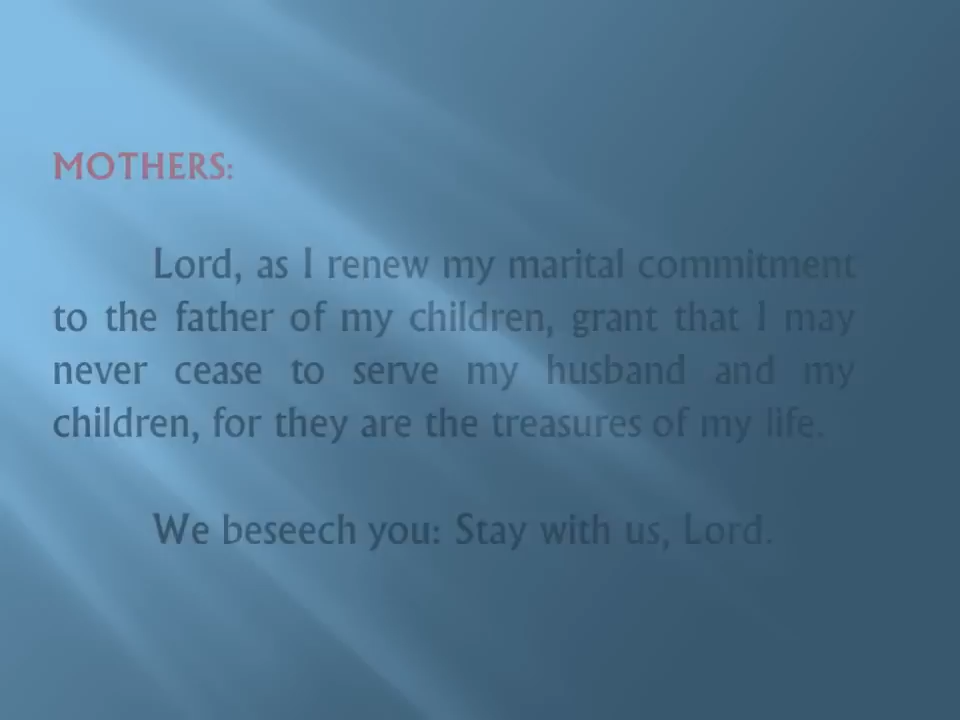 MOTHERS:
Lord, as I renew my marital commitment
to the father of my children, grant that I may
never cease to serve my husband and my
children, for they are the treasures of my life.
We beseech you: Stay with us, Lord.